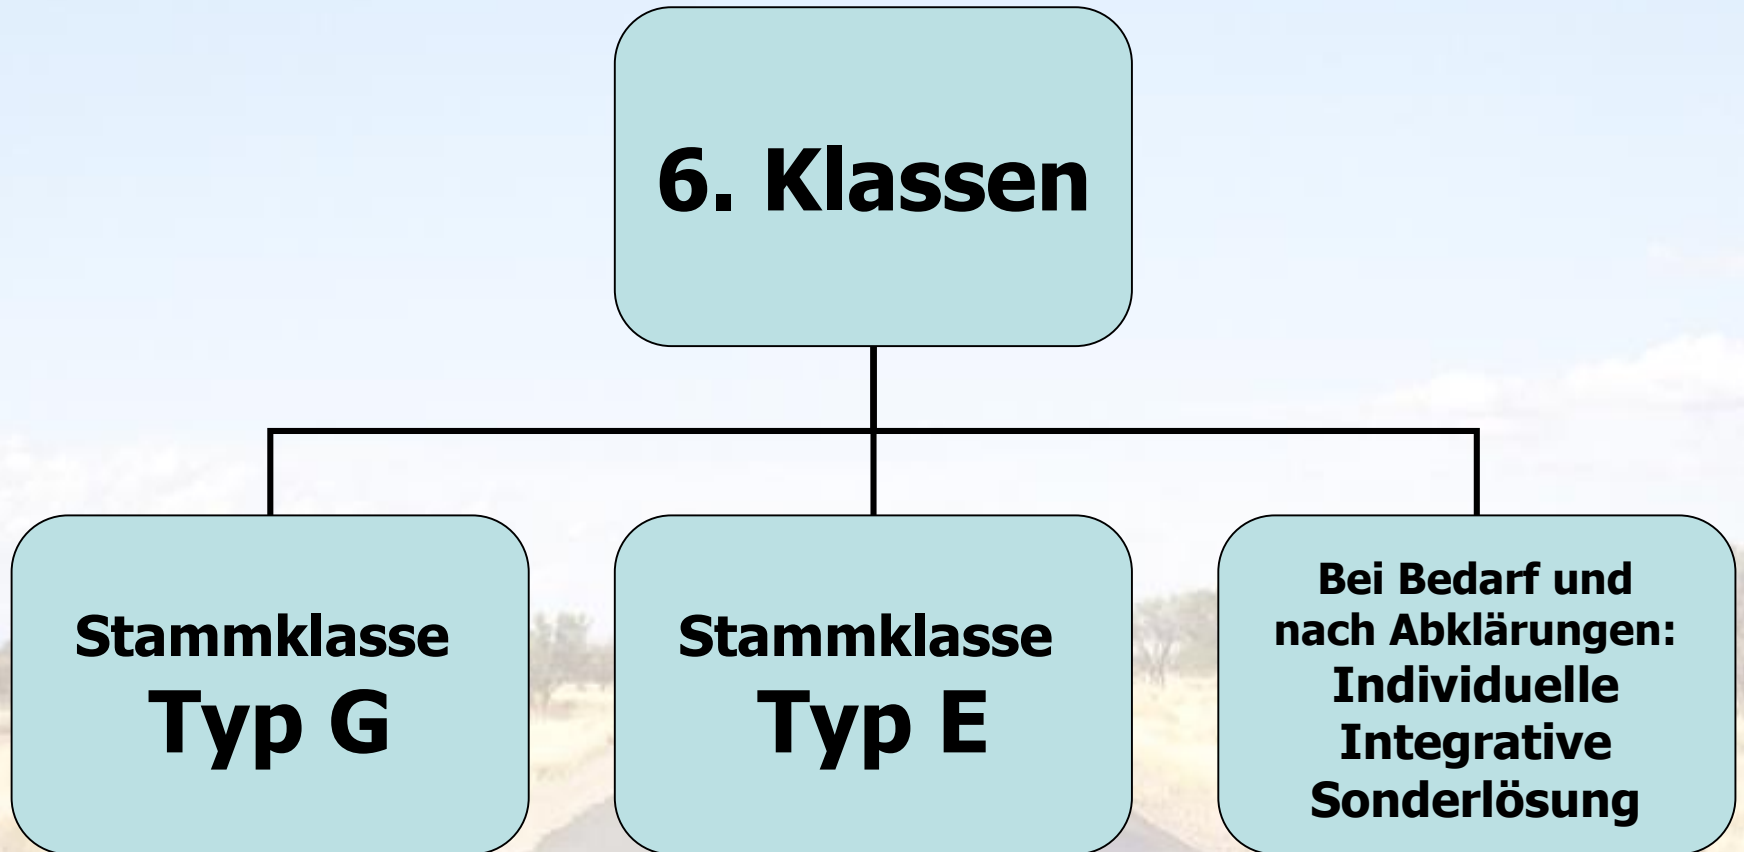 6. Klassen
Stammklasse
Typ G
Stammklasse
Typ E
Bei Bedarf und
nach Abklärungen:
Individuelle
Integrative
Sonderlösung